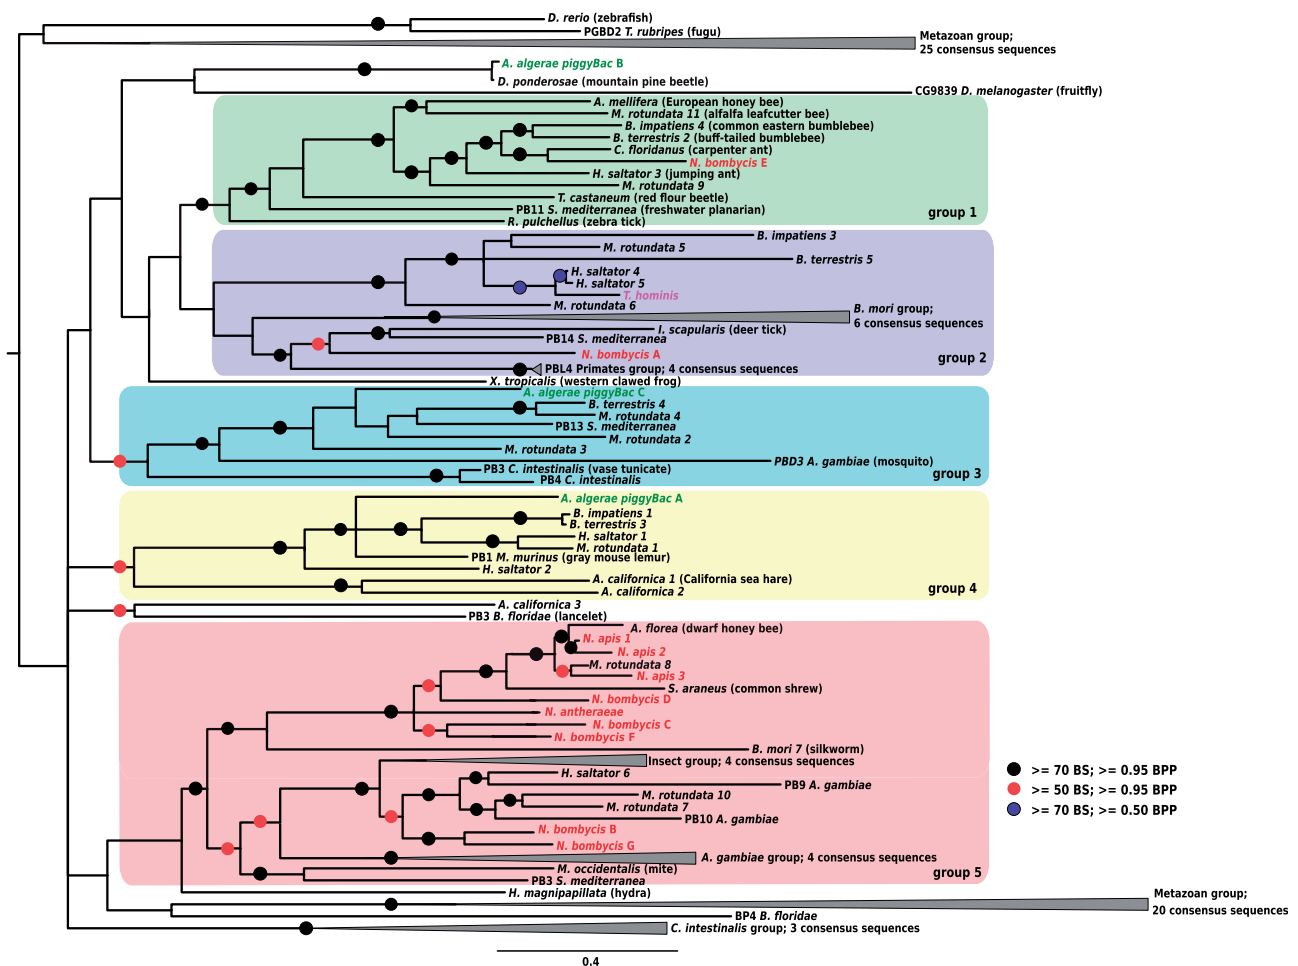 D. rerio (zebrafish)
PGBD2 T. rubripes (fugu)
Metazoan group;
25 consensus sequences
A. algerae piggyBac B
D. ponderosae (mountain pine beetle)
CG9839 D. melanogaster (fruitfly)
A. mellifera (European honey bee)
M. rotundata 11 (alfalfa leafcutter bee)
B. impatiens 4 (common eastern bumblebee)
B. terrestris 2 (buff-tailed bumblebee)
C. floridanus (carpenter ant)
N. bombycis E
H. saltator 3 (jumping ant)
M. rotundata 9
T. castaneum (red flour beetle)
PB11 S. mediterranea (freshwater planarian)
group 1
R. pulchellus (zebra tick)
B. impatiens 3
M. rotundata 5
B. terrestris 5
H. saltator 4
H. saltator 5
T. hominis
M. rotundata 6
B. mori group;
6 consensus sequences
I. scapularis (deer tick)
PB14 S. mediterranea
N. bombycis A
group 2
PBL4 Primates group; 4 consensus sequences
X. tropicalis (western clawed frog)
A. algerae piggyBac C
B. terrestris 4
M. rotundata 4
PB13 S. mediterranea
M. rotundata 2
M. rotundata 3
PBD3 A. gambiae (mosquito)
PB3 C. intestinalis (vase tunicate)
group 3
PB4 C. intestinalis
A. algerae piggyBac A
B. impatiens 1
B. terrestris 3
H. saltator 1
M. rotundata 1
PB1 M. murinus (gray mouse lemur)
H. saltator 2
A. californica 1 (California sea hare)
group 4
A. californica 2
A. californica 3
PB3 B. floridae (lancelet)
A. florea (dwarf honey bee)
N. apis 1
N. apis 2
M. rotundata 8
N. apis 3
S. araneus (common shrew)
N. bombycis D
N. antheraeae
N. bombycis C
N. bombycis F
B. mori 7 (silkworm)
Insect group; 4 consensus sequences
H. saltator 6
PB9 A. gambiae
M. rotundata 10
M. rotundata 7
PB10 A. gambiae
N. bombycis B
N. bombycis G
A. gambiae group; 4 consensus sequences
M. occidentalis (mite)
group 5
PB3 S. mediterranea
H. magnipapillata (hydra)
Metazoan group;
20 consensus sequences
BP4 B. floridae
C. intestinalis group; 3 consensus sequences
0.4
>= 70 BS; >= 0.95 BPP
>= 50 BS; >= 0.95 BPP
>= 70 BS; >= 0.50 BPP